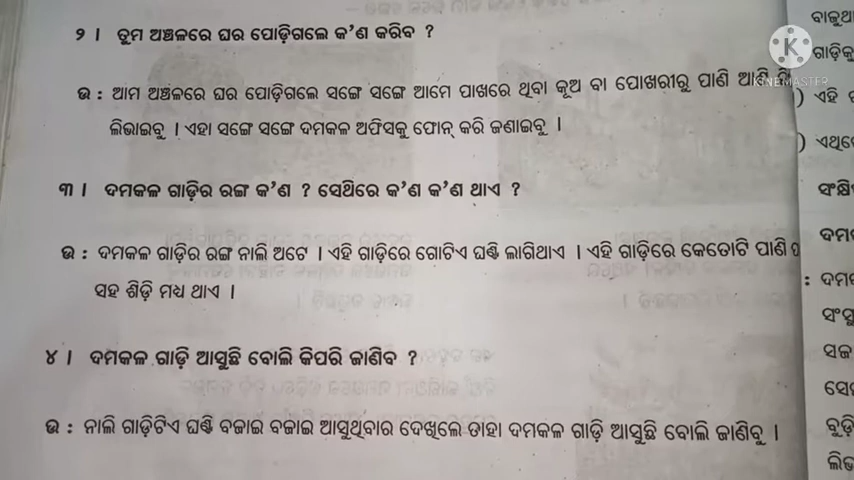 ୨ । ତୁମ ଅଞ୍ଚଳରେ ଘର ପୋଡ଼ିଗଲେ କ'ଣ କରିବ ?
ଉ : ଆମ ଅଞ୍ଚଳରେ ଘର ପୋଡ଼ିଗଲେ ସଙ୍ଗେ ସଙ୍ଗେ ଆମେ ପାଖରେ ଥିବା କୂଅ ବା ପୋଖରୀରୁ ପାଣି ଆଣି
ଲିଭାଇବୁ । ଏହା ସଙ୍ଗେ ସଙ୍ଗେ ଦମକଳ ଅଫିସକୁ ଫୋନ୍ କରି ଜଣାଇବୁ ।
୩ । ଦମକଳ ଗାଡ଼ିର ରଙ୍ଗ କ'ଣ ? ସେଥିରେ କ'ଣ କ'ଣ ଥାଏ ?
ଉ : ଦମକଳ ଗାଡ଼ିର ରଙ୍ଗ ନାଲି ଅଟେ । ଏହି ଗାଡ଼ିରେ ଗୋଟିଏ ଘଣ୍ଟି ଲାଗିଥାଏ । ଏହି ଗାଡ଼ିରେ କେତୋଟି ପାଣି
ସହ ଶିଡ଼ି ମଧ୍ୟ ଥାଏ ।
୪ । ଦମକଳ ଗାଡ଼ି ଆସୁଛି ବୋଲି କିପରି ଜାଣିବ ?
ଉ : ନାଲି ଗାଡ଼ିଟିଏ ଘଣ୍ଟି ବଜାଇ ବଜାଇ ଆସୁଥିବାର ଦେଖିଲେ ତାହା ଦମକଳ ଗାଡ଼ି ଆସୁଛି ବୋଲି ଜାଣିବୁ ।
KINEMASTER
ଗାଡ଼ିକୁ
) ଏହି